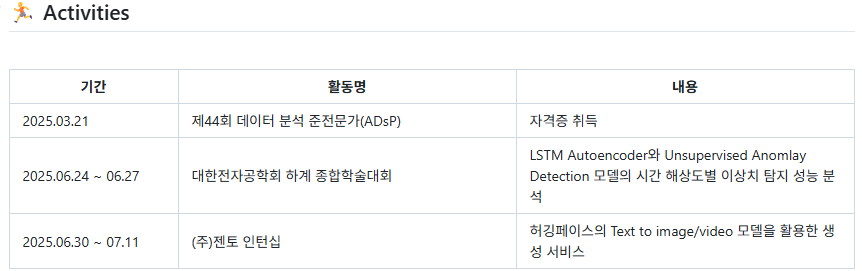 🏃 Activities
기간 활동명 내용
2025.03.21 제44회 데이터 분석 준전문가(ADsP) 자격증 취득
2025.06.24 ~ 06.27 대한전자공학회 하계 종합학술대회 LSTM Autoencoder와 Unsupervised Anomlay
Detection 모델의 시간 해상도별 이상치 탐지 성능 분
석
2025.06.30 ~ 07.11 (주)젠토 인턴십 허깅페이스의 Text to image/video 모델을 활용한 생
성 서비스